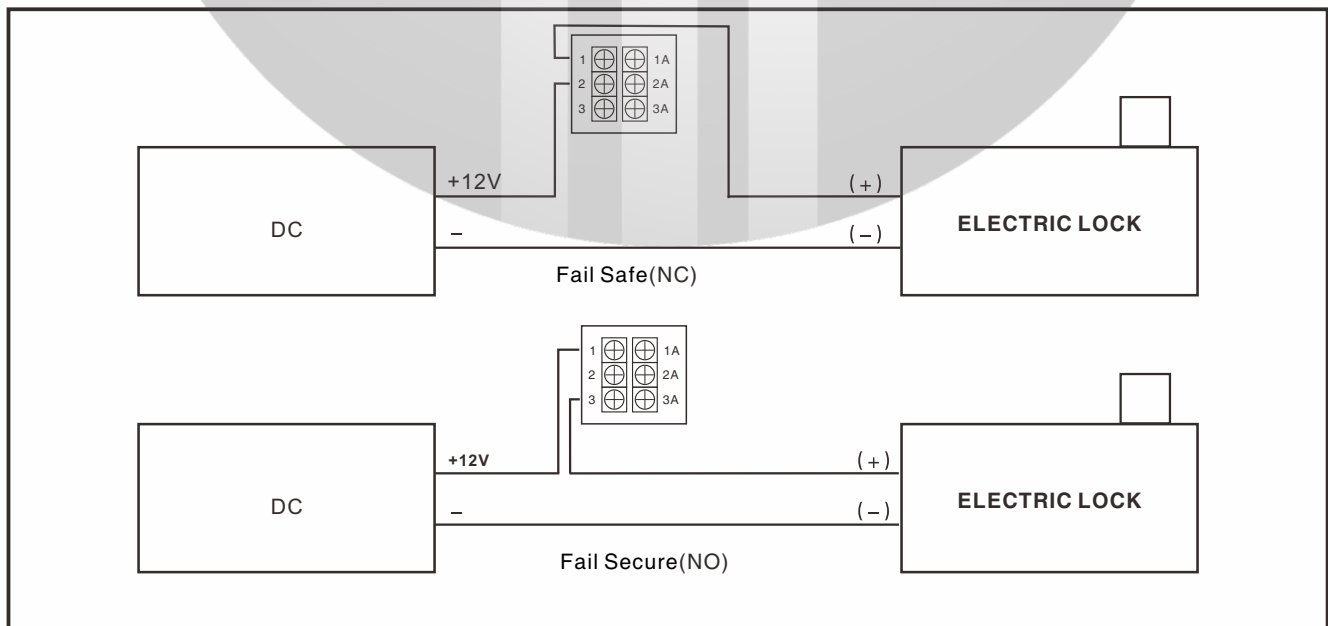 1 1A
2 2A
3 3A
+12V (+)
DC ELECTRIC LOCK
– (–)
Fail Safe(NC)
1 1A
2 2A
3 3A
+12V (+)
DC ELECTRIC LOCK
– (–)
Fail Secure(NO)